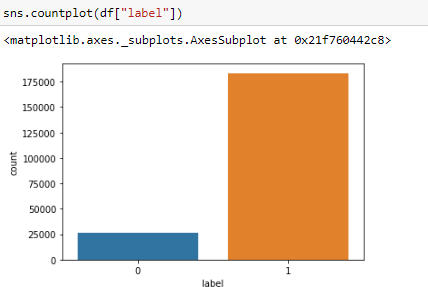 sns.countplot(df["label"])
<matplotlib.axes._subplots.AxesSubplot at 0x21f760442c8>
175000
150000
125000
100000
75000
50000
25000
0
count
0 1
label